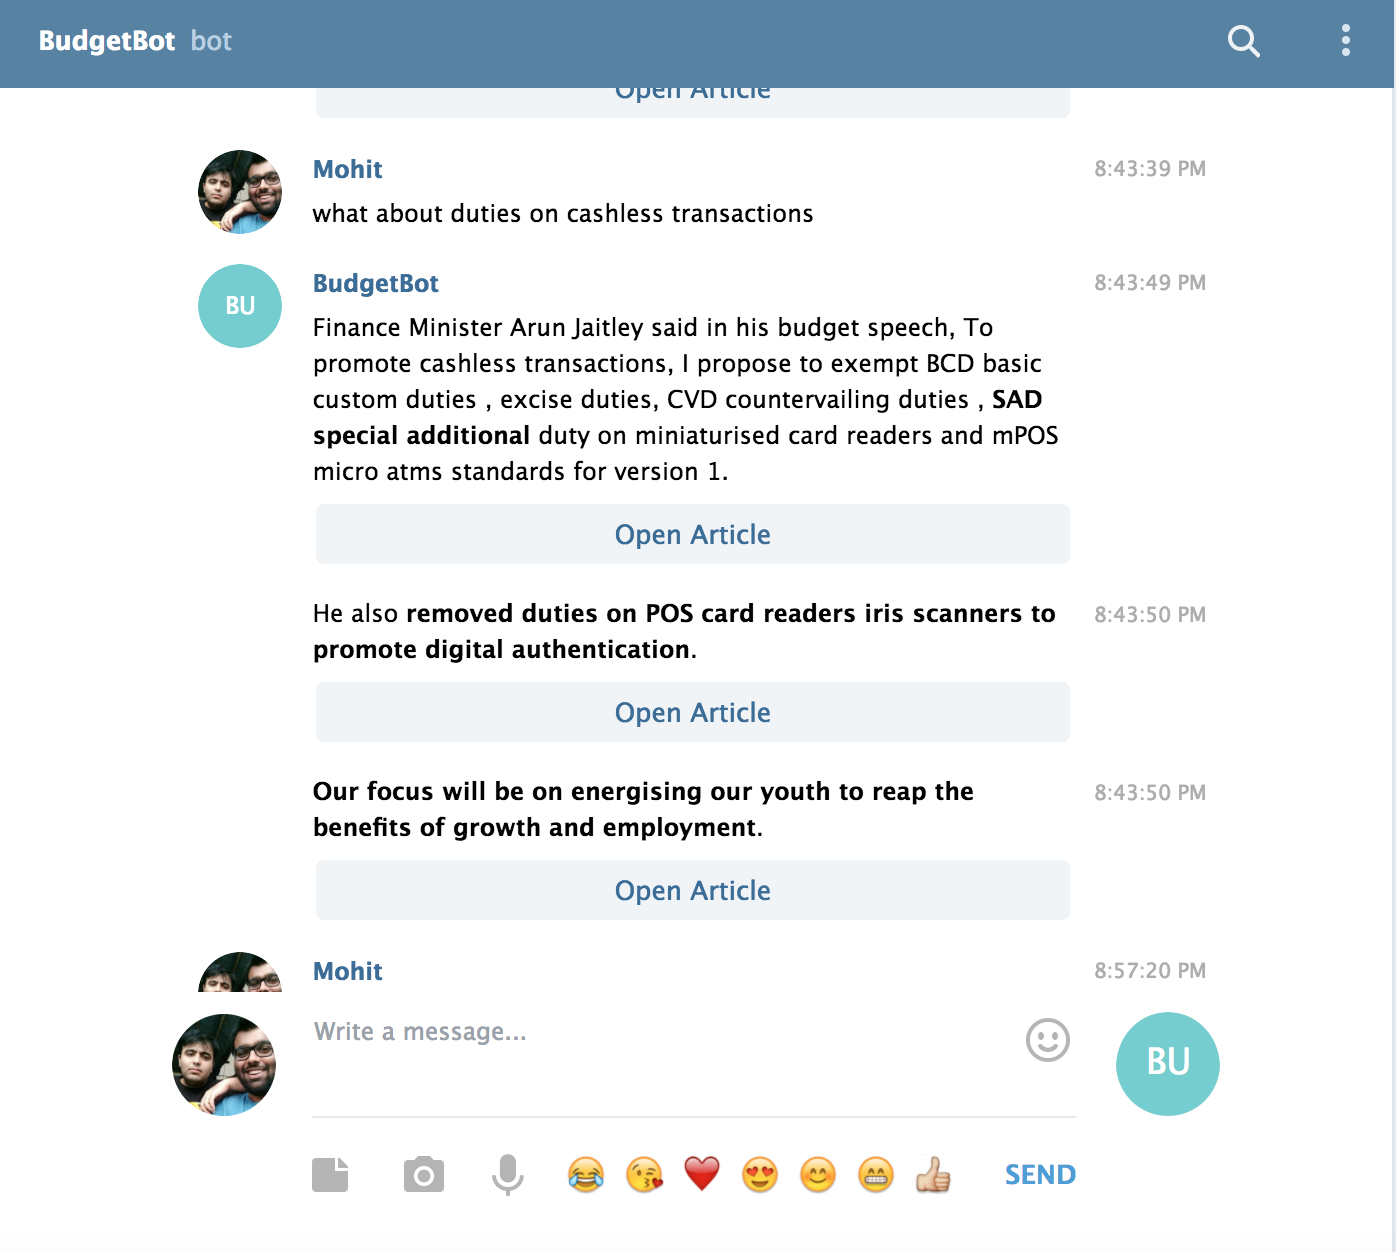 BudgetBot bot
Open Article
Mohit 8:43:39 PM
what about duties on cashless transactions
BU
BudgetBot 8:43:49 PM
Finance Minister Arun Jaitley said in his budget speech, To
promote cashless transactions, I propose to exempt BCD basic
custom duties , excise duties, CVD countervailing duties , SAD
special additional duty on miniaturised card readers and mPOS
micro atms standards for version 1.
Open Article
He also removed duties on POS card readers iris scanners to 8:43:50 PM
promote digital authentication.
Open Article
Our focus will be on energising our youth to reap the 8:43:50 PM
benefits of growth and employment.
Open Article
Mohit 8:57:20 PM
Write a message...
BU
SEND